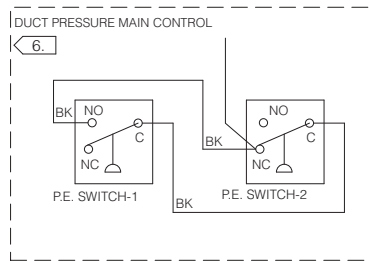 DUCT PRESSURE MAIN CONTROL
6.
BK NO C NC
BK
NO C NC
P.E. SWITCH-1
BK
P.E. SWITCH-2